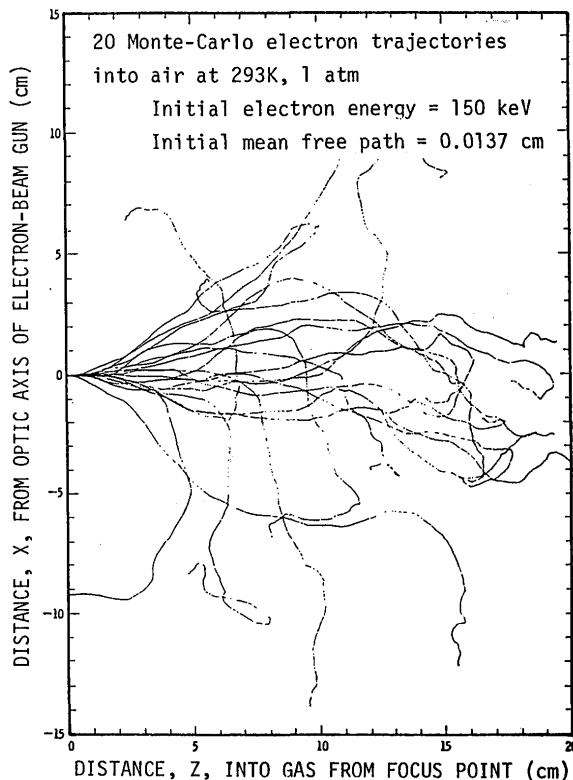 20 Monte-Carlo electron trajectories
into air at 293K, 1 atm
Initial electron energy = 150 keV
Initial mean free path = 0.0137 cm
DISTANCE, X, FROM OPTIC AXIS OF ELECTRON-BEAM GUN (cm)
15
10
5
0
-5
-10
-15
0
5
10
15
20
DISTANCE, Z, INTO GAS FROM FOCUS POINT (cm)